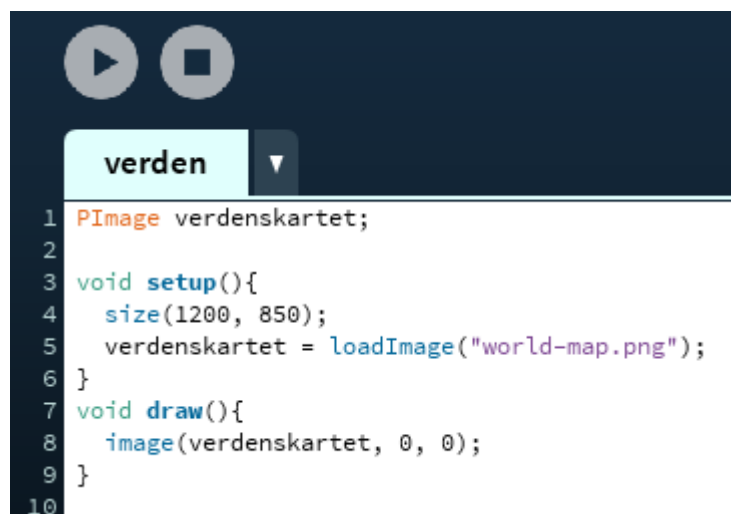 verden
1 PImage verdenskartet;
2
3 void setup(){
4   size(1200, 850);
5   verdenskartet = loadImage("world-map.png");
6 }
7 void draw(){
8   image(verdenskartet, 0, 0);
9 }
10